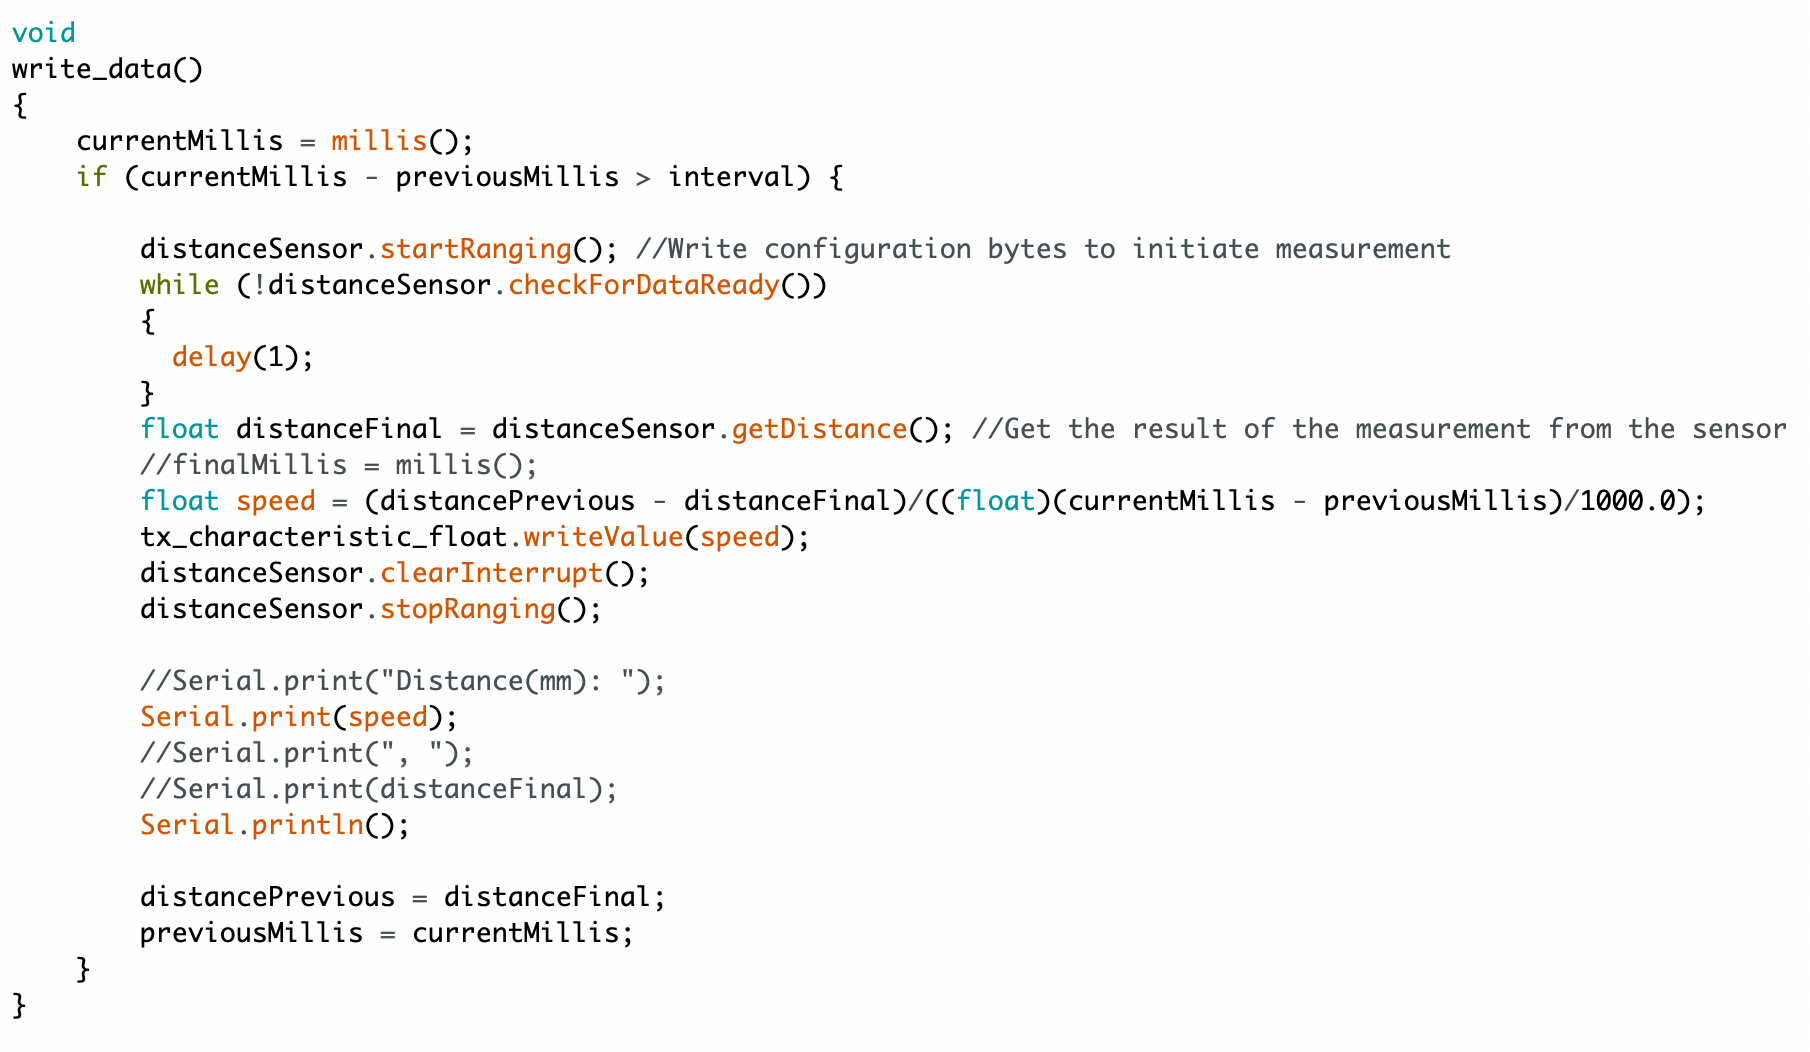 void
write_data()
{
    currentMillis = millis();
    if (currentMillis - previousMillis > interval) {

        distanceSensor.startRanging(); //Write configuration bytes to initiate measurement
        while (!distanceSensor.checkForDataReady())
        {
          delay(1);
        }
        float distanceFinal = distanceSensor.getDistance(); //Get the result of the measurement from the sensor
        //finalMillis = millis();
        float speed = (distancePrevious - distanceFinal)/((float)(currentMillis - previousMillis)/1000.0);
        tx_characteristic_float.writeValue(speed);
        distanceSensor.clearInterrupt();
        distanceSensor.stopRanging();

        //Serial.print("Distance(mm): ");
        Serial.print(speed);
        //Serial.print(", ");
        //Serial.print(distanceFinal);
        Serial.println();

        distancePrevious = distanceFinal;
        previousMillis = currentMillis;
    }
}